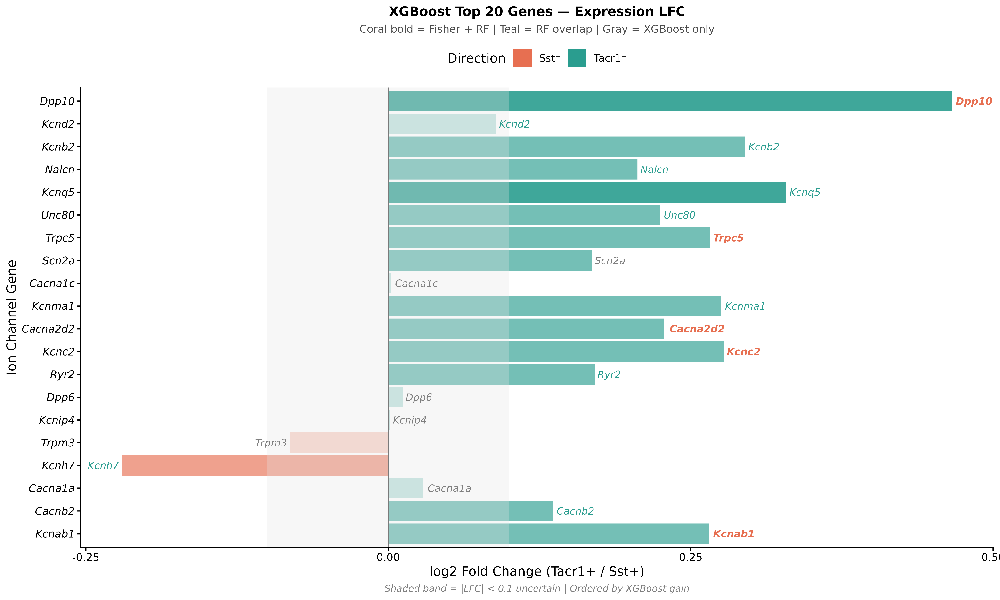 XGBoost Top 20 Genes — Expression LFC
Coral bold = Fisher + RF | Teal = RF overlap | Gray = XGBoost only
Direction Sst⁺ Tacr1⁺
Ion Channel Gene
Dpp10 Dpp10
Kcnd2 Kcnd2
Kcnb2 Kcnb2
Nalcn Nalcn
Kcnq5 Kcnq5
Unc80 Unc80
Trpc5 Trpc5
Scn2a Scn2a
Cacna1c Cacna1c
Kcnma1 Kcnma1
Cacna2d2 Cacna2d2
Kcnc2 Kcnc2
Ryr2 Ryr2
Dpp6 Dpp6
Kcnip4 Kcnip4
Trpm3 Trpm3
Kcnh7 Kcnh7
Cacna1a Cacna1a
Cacnb2 Cacnb2
Kcnab1 Kcnab1
-0.25 0.00 0.25
log2 Fold Change (Tacr1+ / Sst+)
Shaded band = |LFC| < 0.1 uncertain | Ordered by XGBoost gain